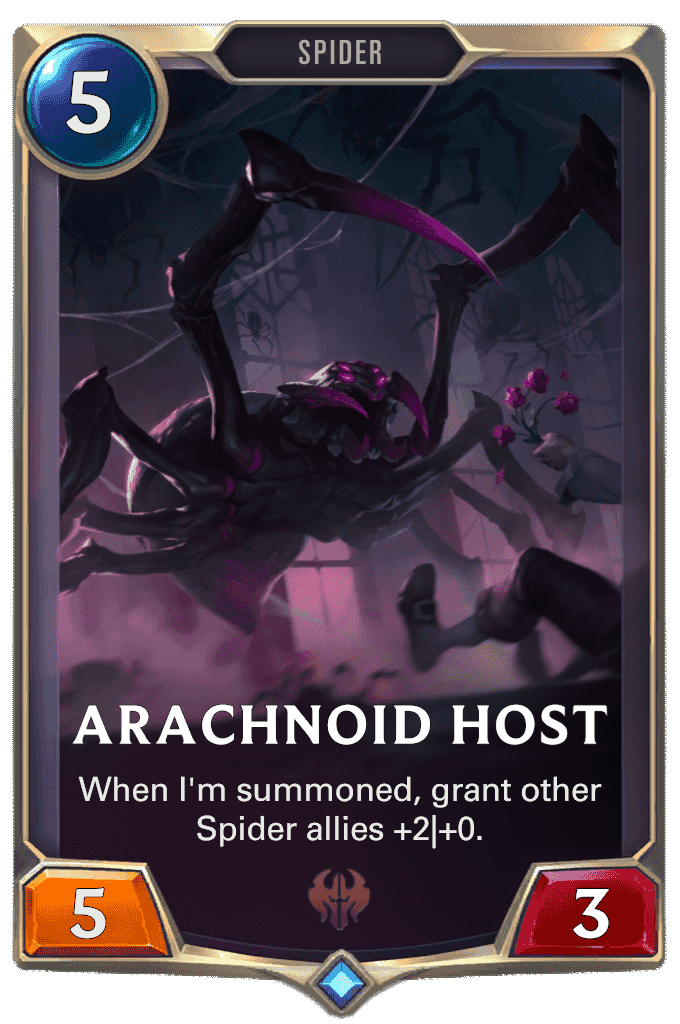 SPIDER
5
ARACHNOID HOST
When I'm summoned, grant other
Spider allies +2|+0.
5
3